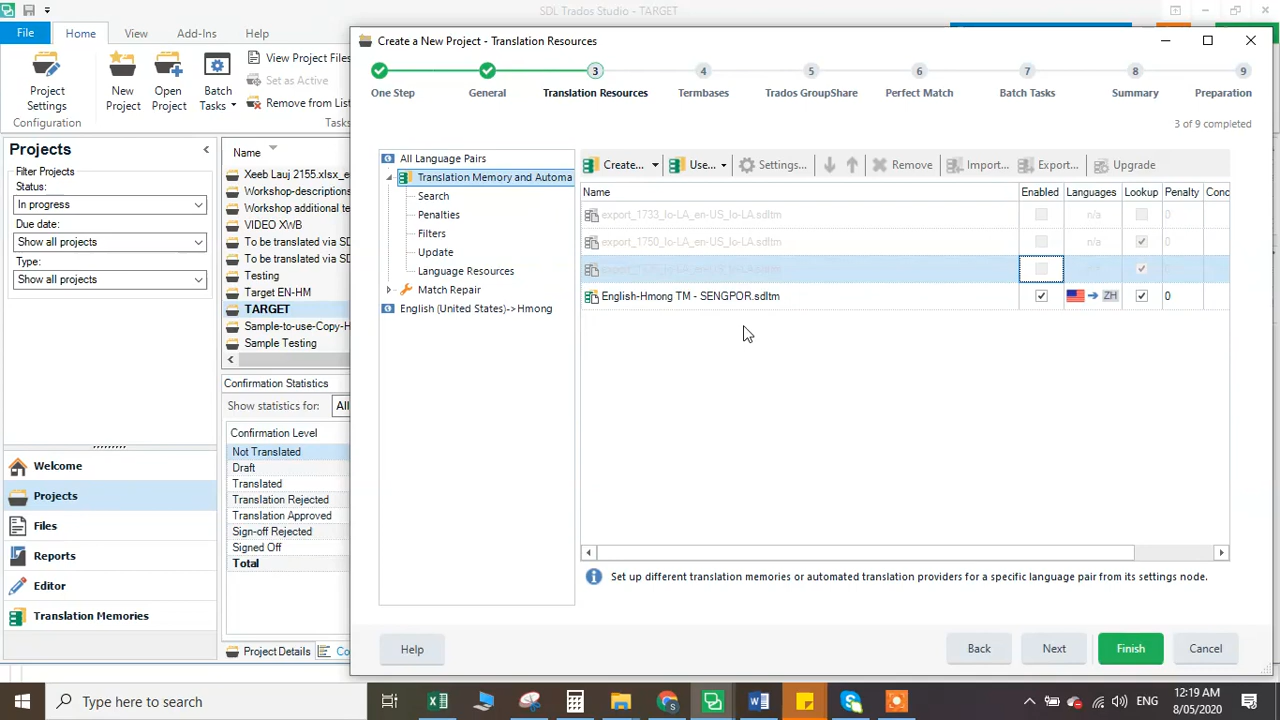 SDL Trados Studio - TARGET
File
Home
View
Add-Ins
Help
Project Settings
New Project
Open Project
Batch Tasks
View Project Files
Set as Active
Remove from List
Configuration
Tasks
Projects
Filter Projects
Status:
In progress
Due date:
Show all projects
Type:
Show all projects
Welcome
Projects
Files
Reports
Editor
Translation Memories
Name
Xeeb Lauj 2155.xlsx_e
Workshop-descriptions
Workshop additional te
VIDEO XWB
To be translated via SD
To be translated via SD
Testing
Target EN-HM
TARGET
Sample-to-use-Copy-H
Sample Testing
Confirmation Statistics
Show statistics for:
All
Confirmation Level
Not Translated
Draft
Translated
Translation Rejected
Translation Approved
Sign-off Rejected
Signed Off
Total
Project Details
Co
Create a New Project - Translation Resources
3 4 5 6 7 8 9
One Step General Translation Resources Termbases Trados GroupShare Perfect Match Batch Tasks Summary Preparation
3 of 9 completed
All Language Pairs
Translation Memory and Automa
Search
Penalties
Filters
Update
Language Resources
Match Repair
English (United States)->Hmong
Create... Use... Settings... Remove Import... Export... Upgrade
Name Enabled Languages Lookup Penalty Conc
export_1733_lo-LA_en-US_lo-LA.sdltm n/a 0
export_1750_lo-LA_en-US_lo-LA.sdltm n/a 0
English-Hmong TM - SENGPOR.sdltm ZH 0
Set up different translation memories or automated translation providers for a specific language pair from its settings node.
Help
Back
Next
Finish
Cancel
Type here to search
ENG
12:19 AM
8/05/2020